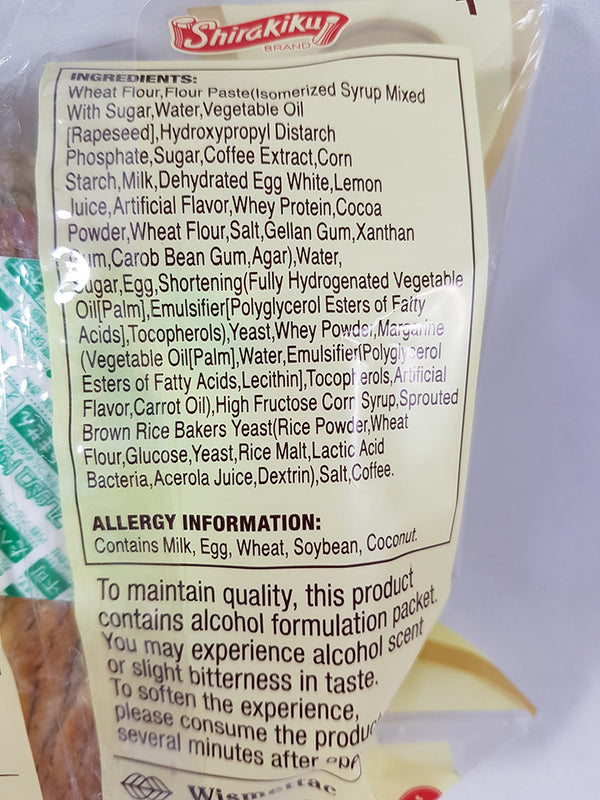 Shirakiku
BRAND
INGREDIENTS:
Wheat Flour,Flour Paste(Isomerized Syrup Mixed
With Sugar,Water,Vegetable Oil
[Rapeseed],Hydroxypropyl Distarch
Phosphate,Sugar,Coffee Extract,Corn
Starch,Milk,Dehydrated Egg White,Lemon
Juice,Artificial Flavor,Whey Protein,Cocoa
Powder,Wheat Flour,Salt,Gellan Gum,Xanthan
Gum,Carob Bean Gum,Agar),Water,
Sugar,Egg,Shortening(Fully Hydrogenated Vegetable
Oil[Palm],Emulsifier[Polyglycerol Esters of Fatty
Acids],Tocopherols),Yeast,Whey Powder,Margarine
(Vegetable Oil[Palm],Water,Emulsifier[Polyglycerol
Esters of Fatty Acids,Lecithin],Tocopherols,Artificial
Flavor,Carrot Oil),High Fructose Corn Syrup,Sprouted
Brown Rice Bakers Yeast(Rice Powder,Wheat
Flour,Glucose,Yeast,Rice Malt,Lactic Acid
Bacteria,Acerola Juice,Dextrin),Salt,Coffee.
ALLERGY INFORMATION:
Contains Milk, Egg, Wheat, Soybean, Coconut.
To maintain quality, this product
contains alcohol formulation packet.
You may experience alcohol scent
or slight bitterness in taste.
To soften the experience,
please consume the product
several minutes after
Wismettac